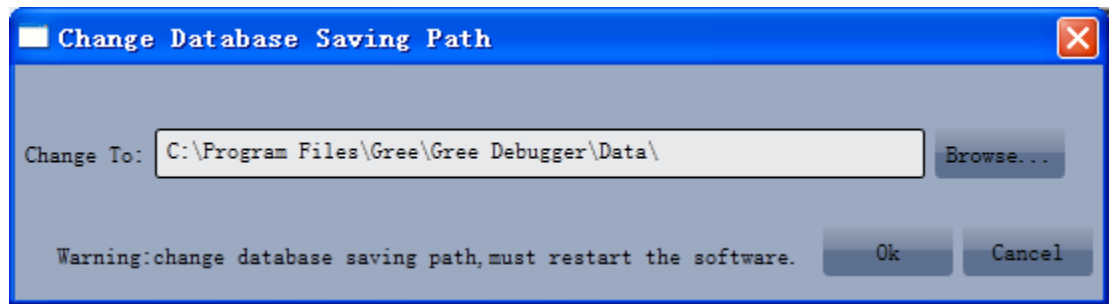 Change Database Saving Path
Change To: C:\Program Files\Gree\Gree Debugger\Data\ Browse...
Warning:change database saving path,must restart the software. Ok Cancel